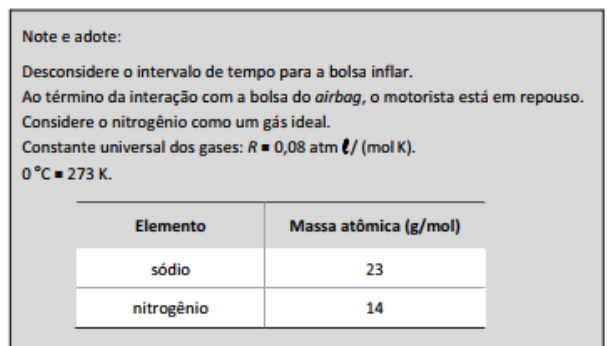 Note e adote:
Desconsidere o intervalo de tempo para a bolsa inflar.
Ao término da interação com a bolsa do airbag, o motorista está em repouso.
Considere o nitrogênio como um gás ideal.
Constante universal dos gases: R = 0,08 atm ℓ/ (mol K).
0 °C = 273 K.
Elemento Massa atômica (g/mol)
sódio 23
nitrogênio 14